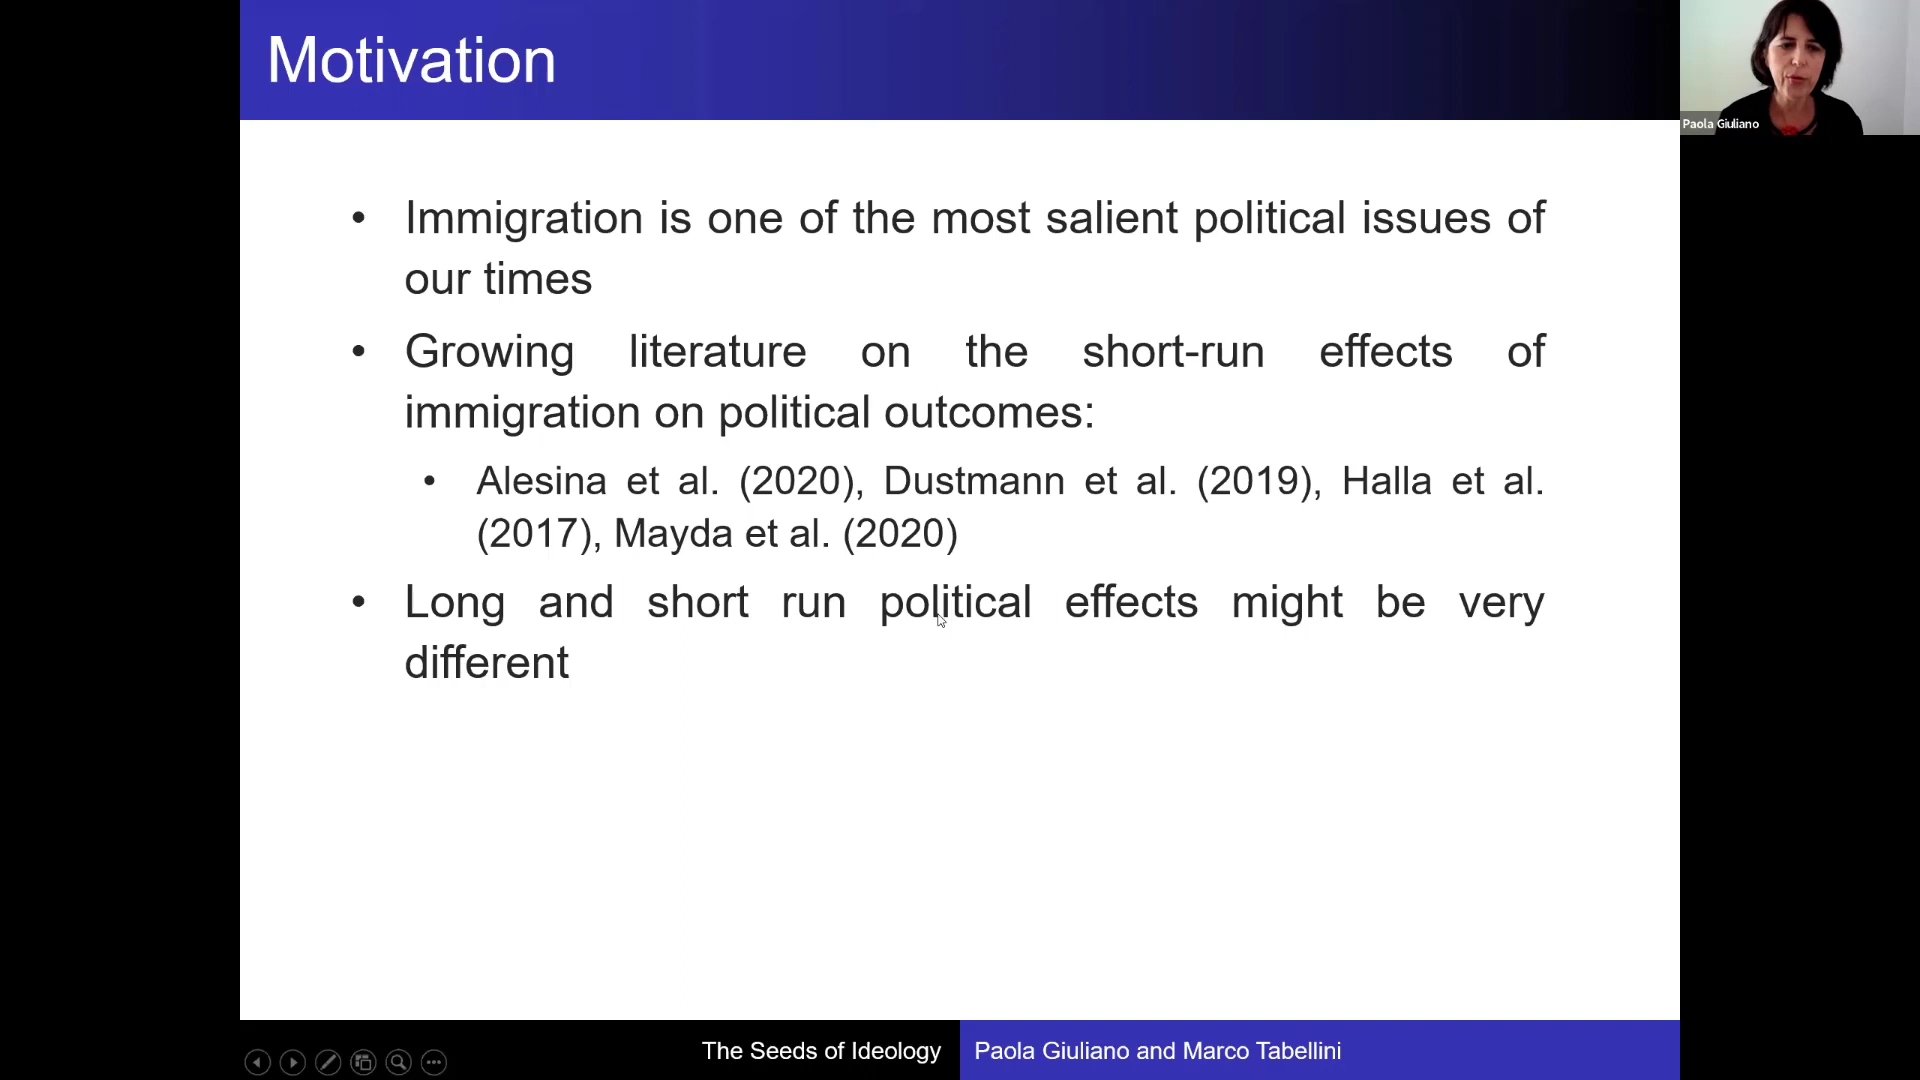 Motivation
Paola Giuliano
• Immigration is one of the most salient political issues of
our times
• Growing literature on the short-run effects of
immigration on political outcomes:
• Alesina et al. (2020), Dustmann et al. (2019), Halla et al.
(2017), Mayda et al. (2020)
• Long and short run political effects might be very
different
The Seeds of Ideology
Paola Giuliano and Marco Tabellini